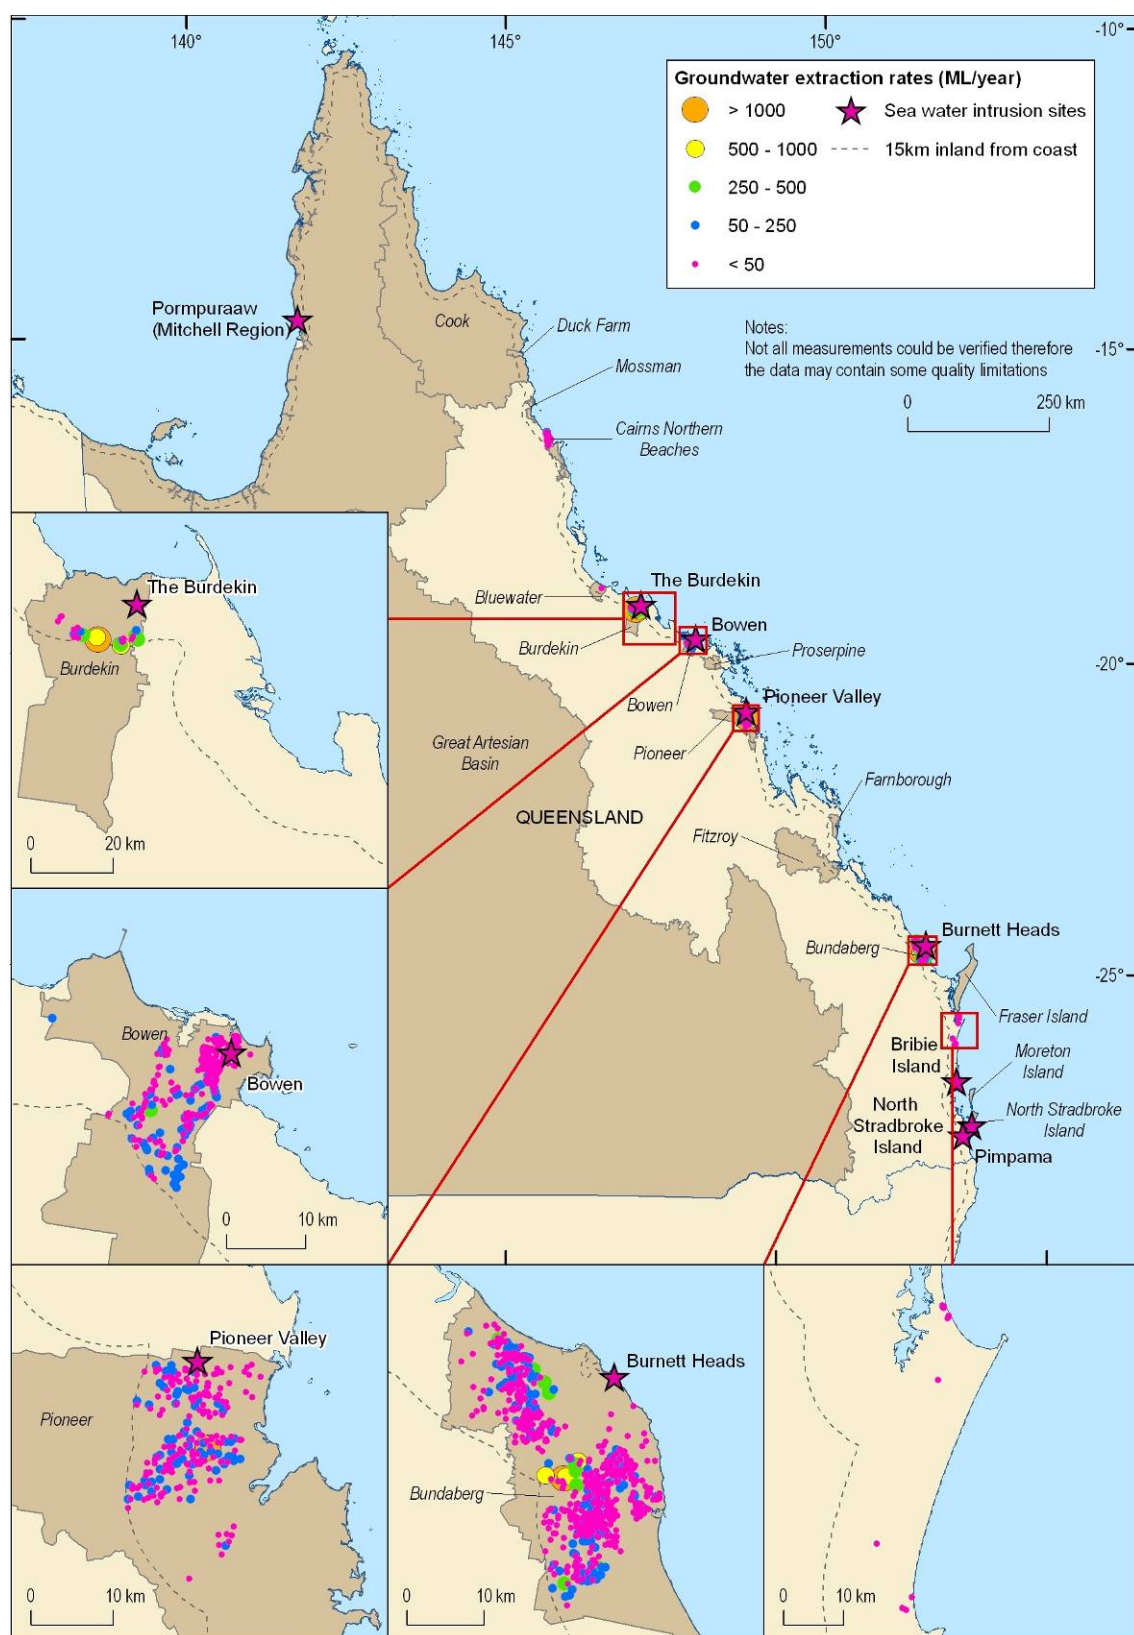 140°
145°
150°
-10°
Groundwater extraction rates (ML/year)
> 1000
Sea water intrusion sites
500 - 1000
15km inland from coast
250 - 500
50 - 250
< 50
Pormpuraaw
(Mitchell Region)
Cook
Duck Farm
Notes:
Not all measurements could be verified therefore
the data may contain some quality limitations
-15°
Mossman
0
250 km
Cairns Northern
Beaches
The Burdekin
Burdekin
0
20 km
Bluewater
The Burdekin
Bowen
Burdekin
Proserpine
-20°
Bowen
Pioneer Valley
Pioneer
Great Artesian
Basin
Farnborough
QUEENSLAND
Fitzroy
Burnett Heads
Bundaberg
-25°
Fraser Island
Bribie
Island
Moreton
Island
North
Stradbroke
Island
North Stradbroke
Island
Pimpama
Bowen
Bowen
0
10 km
Pioneer Valley
Pioneer
0
10 km
Burnett Heads
Bundaberg
0
10 km
0
10 km